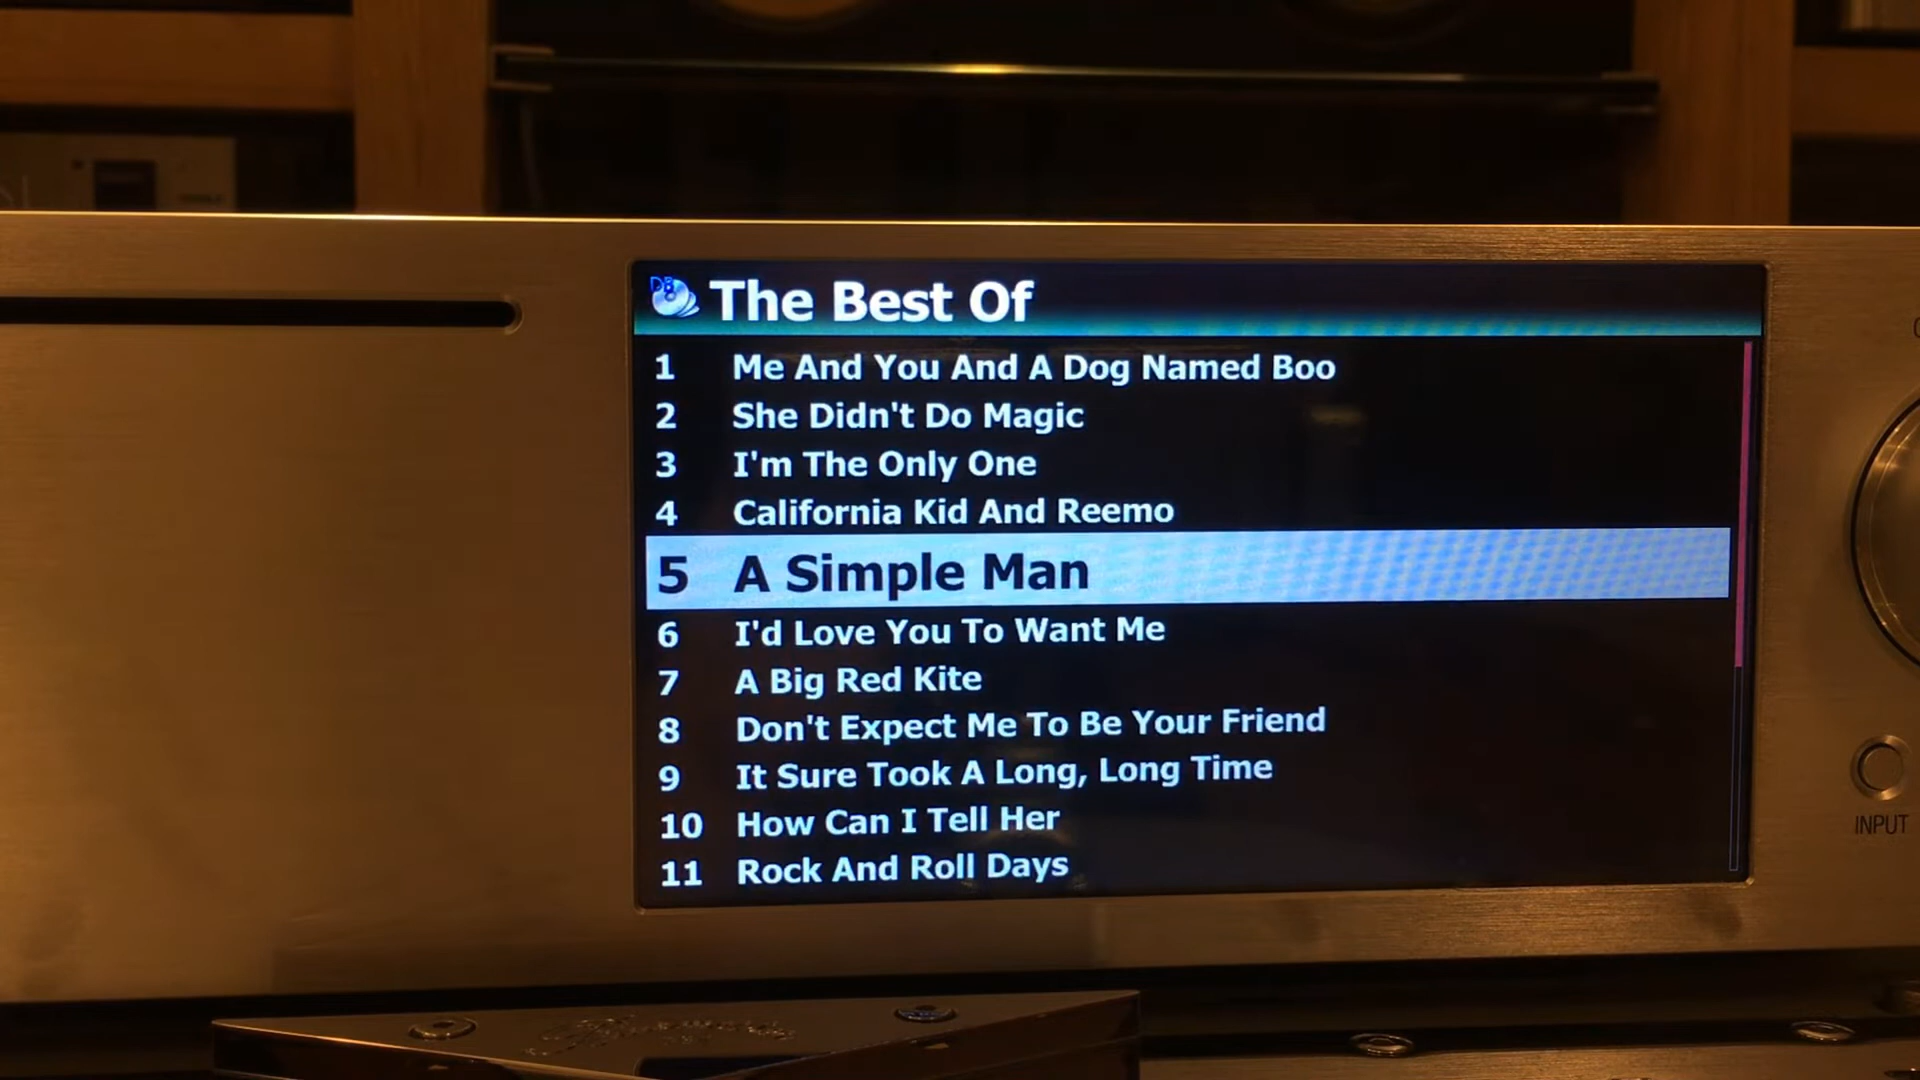 DB The Best Of
1 Me And You And A Dog Named Boo
2 She Didn't Do Magic
3 I'm The Only One
4 California Kid And Reemo
5 A Simple Man
6 I'd Love You To Want Me
7 A Big Red Kite
8 Don't Expect Me To Be Your Friend
9 It Sure Took A Long, Long Time
10 How Can I Tell Her
11 Rock And Roll Days
INPUT